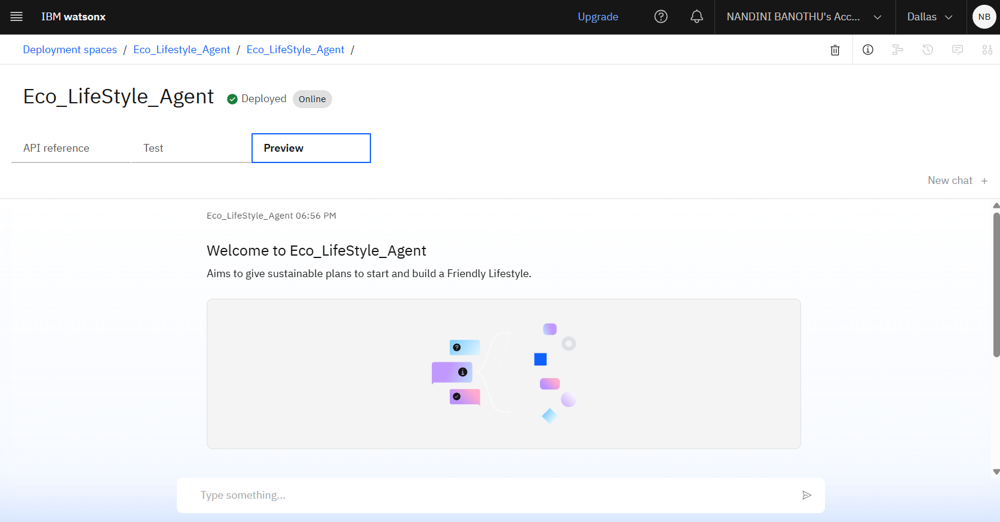 IBM watsonx
Upgrade
NANDINI BANOTHU's Acc...
Dallas
NB
Deployment spaces / Eco_Lifestyle_Agent / Eco_LifeStyle_Agent /
Eco_LifeStyle_Agent
Deployed
Online
API reference
Test
Preview
New chat +
Eco_LifeStyle_Agent 06:56 PM
Welcome to Eco_LifeStyle_Agent
Aims to give sustainable plans to start and build a Friendly Lifestyle.
Type something...